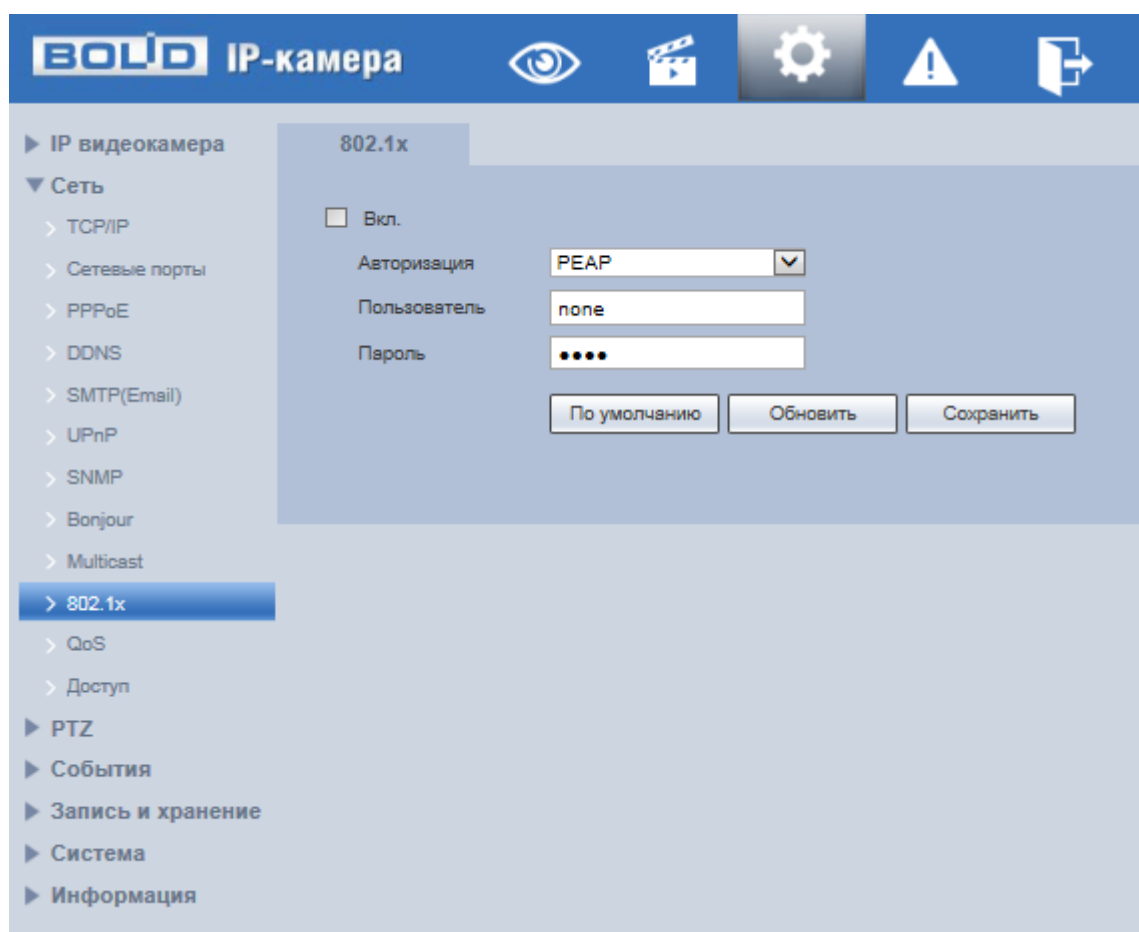 BOLID IP-камера
IP видеокамера
Сеть
TCP/IP
Сетевые порты
PPPoE
DDNS
SMTP(Email)
UPnP
SNMP
Bonjour
Multicast
802.1x
QoS
Доступ
PTZ
События
Запись и хранение
Система
Информация
802.1x
Вкл.
Авторизация PEAP
Пользователь none
Пароль ••••
По умолчанию Обновить Сохранить